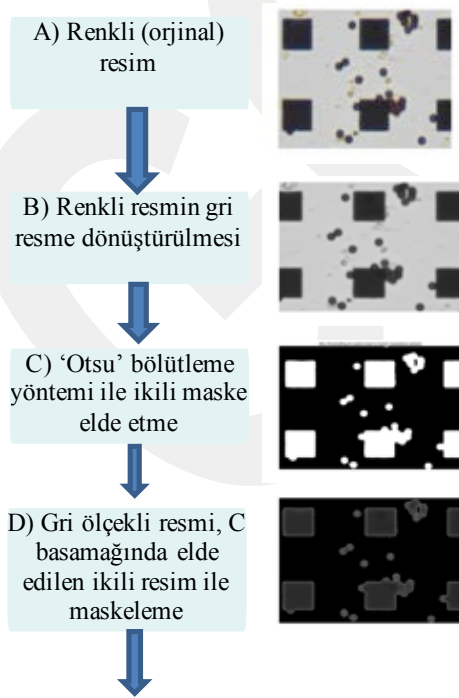 A) Renkli (orjinal)
resim
B) Renkli resmin gri
resme dönüştürülmesi
C) ‘Otsu’ bölütleme
yöntemi ile ikili maske
elde etme
D) Gri ölçekli resmi, C
basamağında elde
edilen ikili resim ile
maskeleme